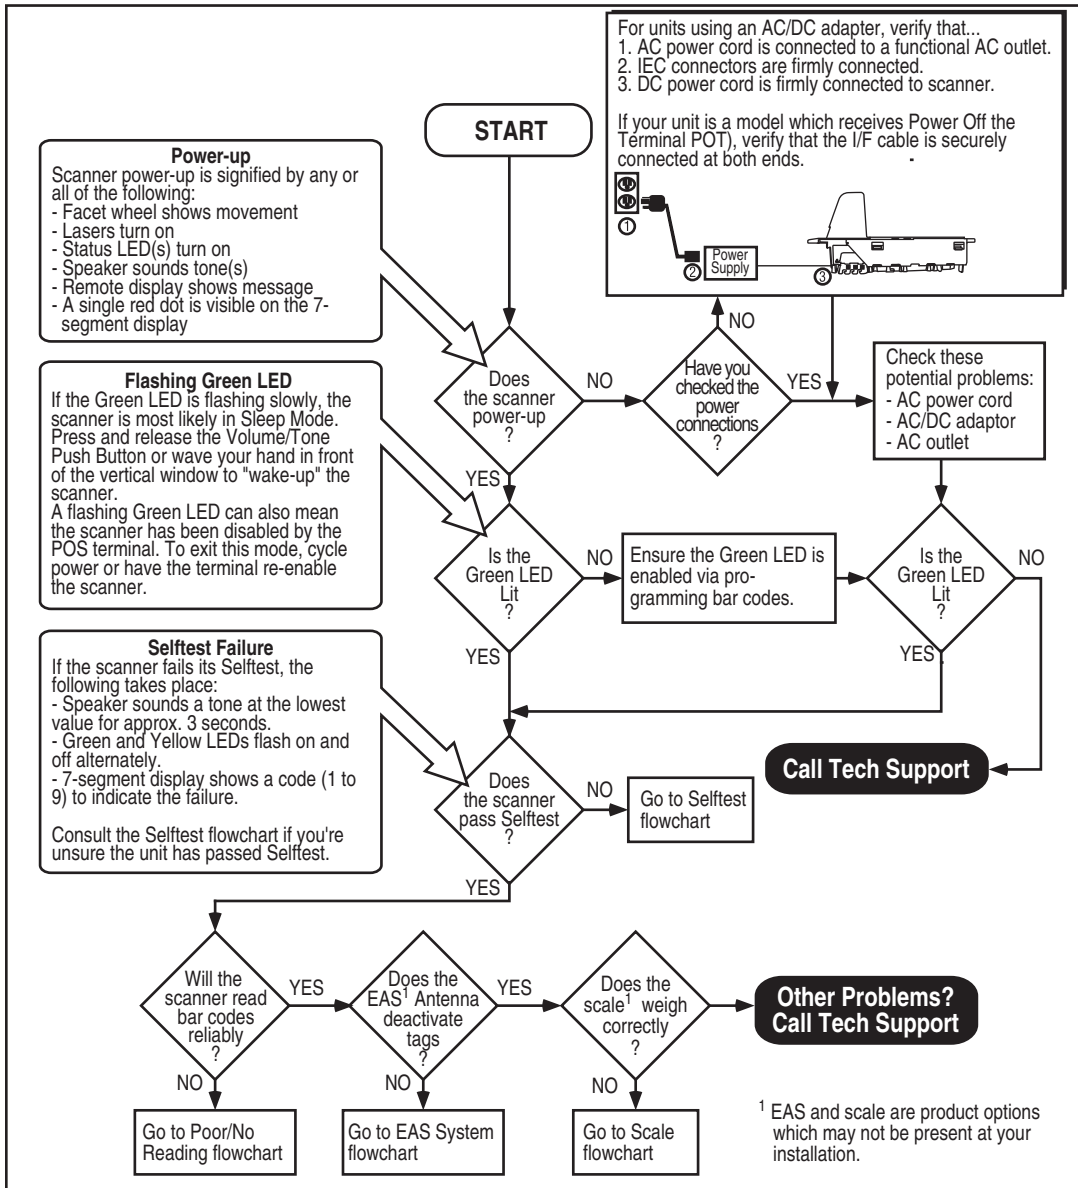 For units using an AC/DC adapter, verify that...
1. AC power cord is connected to a functional AC outlet.
2. IEC connectors are firmly connected.
3. DC power cord is firmly connected to scanner.
If your unit is a model which receives Power Off the
Terminal POT), verify that the I/F cable is securely
connected at both ends.
1
2
Power
Supply
3
START
Power-up
Scanner power-up is signified by any or
all of the following:
- Facet wheel shows movement
- Lasers turn on
- Status LED(s) turn on
- Speaker sounds tone(s)
- Remote display shows message
- A single red dot is visible on the 7-
segment display
Does
the scanner
power-up
?
NO
YES
Have you
checked the
power
connections
?
NO
YES
Check these
potential problems:
- AC power cord
- AC/DC adaptor
- AC outlet
Flashing Green LED
If the Green LED is flashing slowly, the
scanner is most likely in Sleep Mode.
Press and release the Volume/Tone
Push Button or wave your hand in front
of the vertical window to "wake-up" the
scanner.
A flashing Green LED can also mean
the scanner has been disabled by the
POS terminal. To exit this mode, cycle
power or have the terminal re-enable
the scanner.
Is the
Green LED
Lit
?
NO
YES
Ensure the Green LED is
enabled via pro-
gramming bar codes.
Is the
Green LED
Lit
?
NO
YES
Call Tech Support
Selftest Failure
If the scanner fails its Selftest, the
following takes place:
- Speaker sounds a tone at the lowest
value for approx. 3 seconds.
- Green and Yellow LEDs flash on and
off alternately.
- 7-segment display shows a code (1 to
9) to indicate the failure.
Consult the Selftest flowchart if you're
unsure the unit has passed Selftest.
Does
the scanner
pass Selftest
?
NO
Go to Selftest
flowchart
YES
Will the
scanner read
bar codes
reliably
?
YES
NO
Go to Poor/No
Reading flowchart
Does the
EAS1 Antenna
deactivate
tags
?
YES
NO
Go to EAS System
flowchart
Does the
scale1 weigh
correctly
?
NO
Go to Scale
flowchart
Other Problems?
Call Tech Support
1 EAS and scale are product options
which may not be present at your
installation.